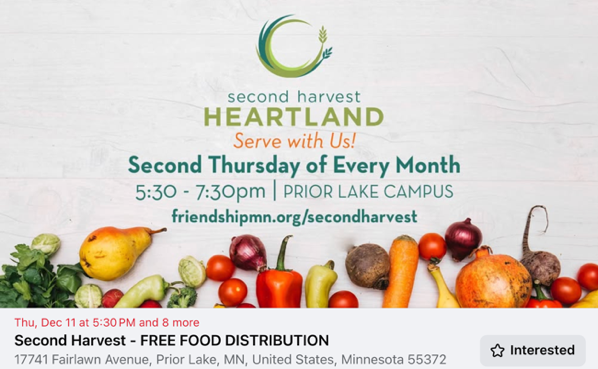 second harvest
HEARTLAND
Serve with Us!
Second Thursday of Every Month
5:30 - 7:30pm | PRIOR LAKE CAMPUS
friendshipmn.org/secondharvest
Thu, Dec 11 at 5:30 PM and 8 more
Second Harvest - FREE FOOD DISTRIBUTION
Interested
17741 Fairlawn Avenue, Prior Lake, MN, United States, Minnesota 55372